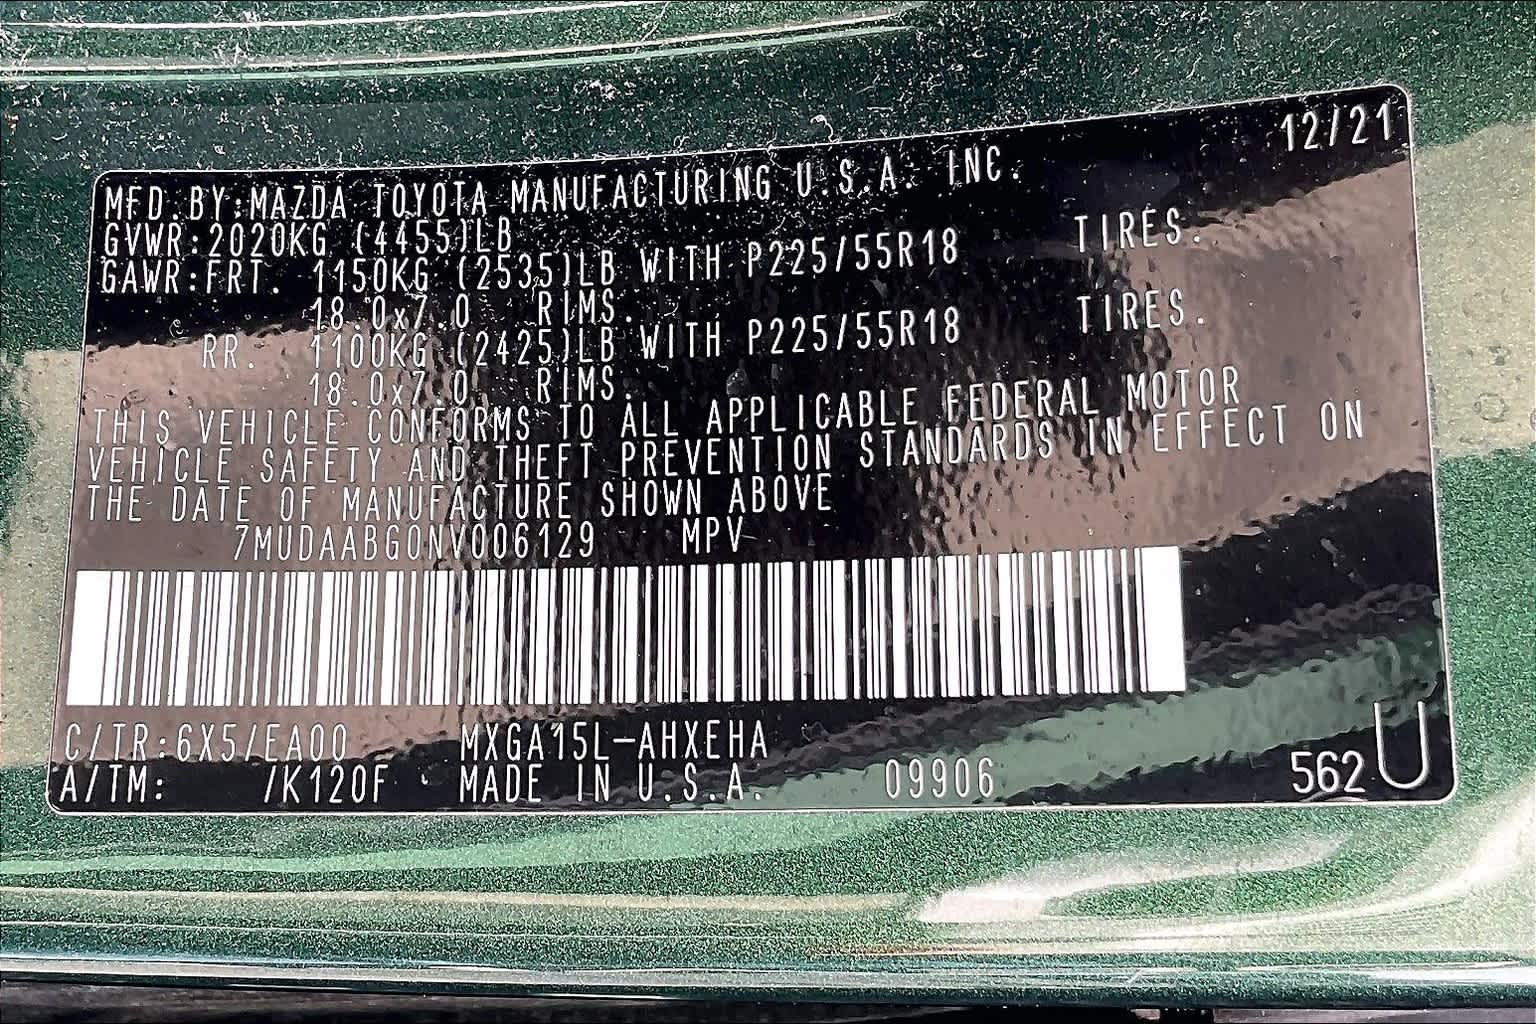 12/21
MFD.BY:MAZDA TOYOTA MANUFACTURING U.S.A. INC.
GVWR:2020KG (4455)LB
GAWR:FRT. 1150KG (2535)LB WITH P225/55R18 TIRES.
18.0x7.0 RIMS.
RR. 1100KG (2425)LB WITH P225/55R18 TIRES.
18.0x7.0 RIMS.
THIS VEHICLE CONFORMS TO ALL APPLICABLE FEDERAL MOTOR
VEHICLE SAFETY AND THEFT PREVENTION STANDARDS IN EFFECT ON
THE DATE OF MANUFACTURE SHOWN ABOVE
7MUDAABG0NV006129 MPV
C/TR:6X5/EA00 MXGA15L-AHXEHA
A/TM: /K120F MADE IN U.S.A. 09906 562 U